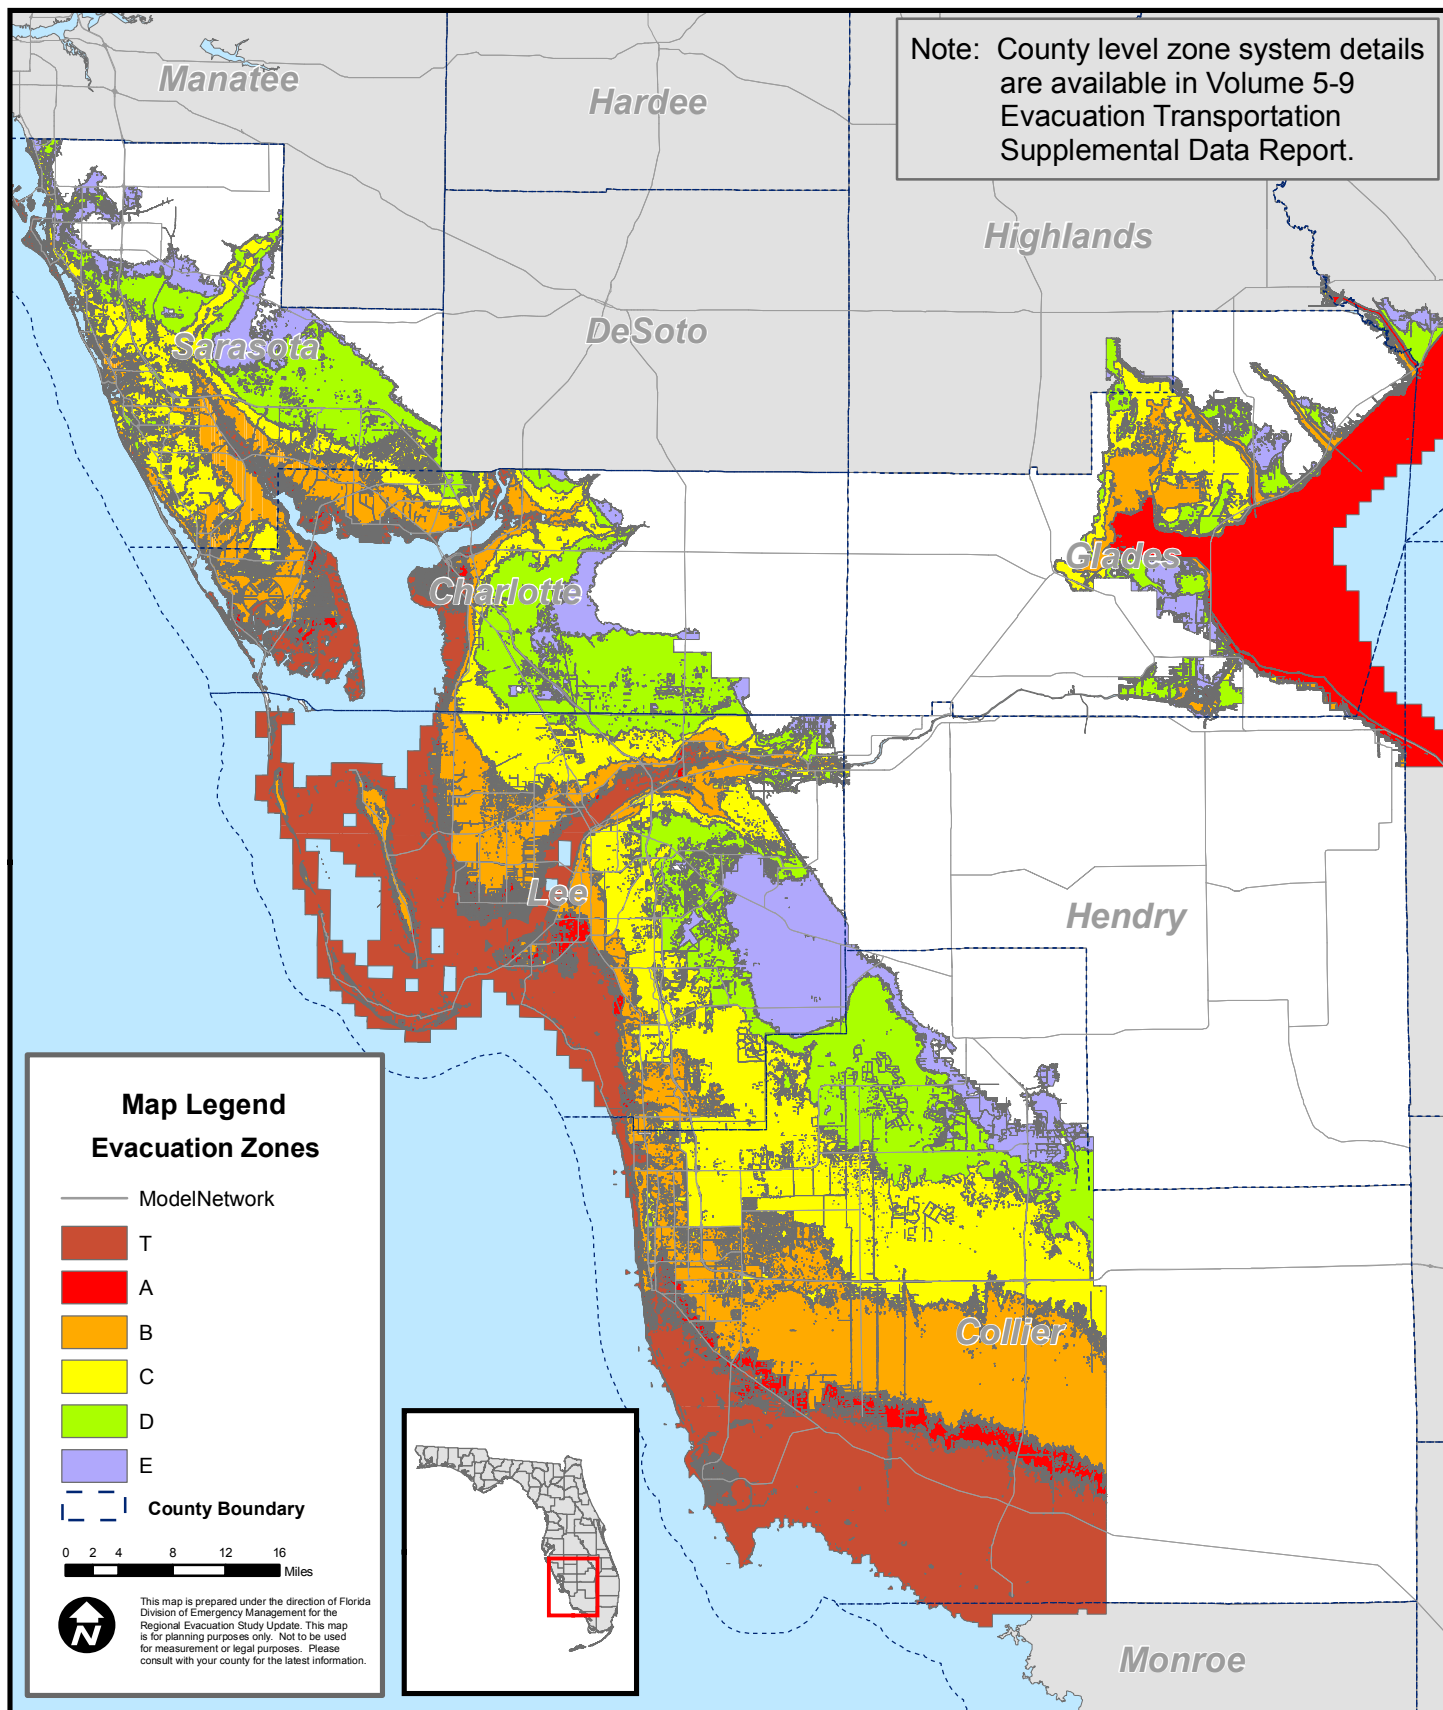 Note: County level zone system details
are available in Volume 5-9
Evacuation Transportation
Supplemental Data Report.
Manatee
Hardee
Highlands
DeSoto
Sarasota
Glades
Charlotte
Lee
Hendry
Collier
Monroe
Map Legend
Evacuation Zones
ModelNetwork
T
A
B
C
D
E
County Boundary
0 2 4 8 12 16
Miles
N
This map is prepared under the direction of Florida
Division of Emergency Management for the
Regional Evacuation Study Update. This map
is for planning purposes only. Not to be used
for measurement or legal purposes. Please
consult with your county for the latest information.